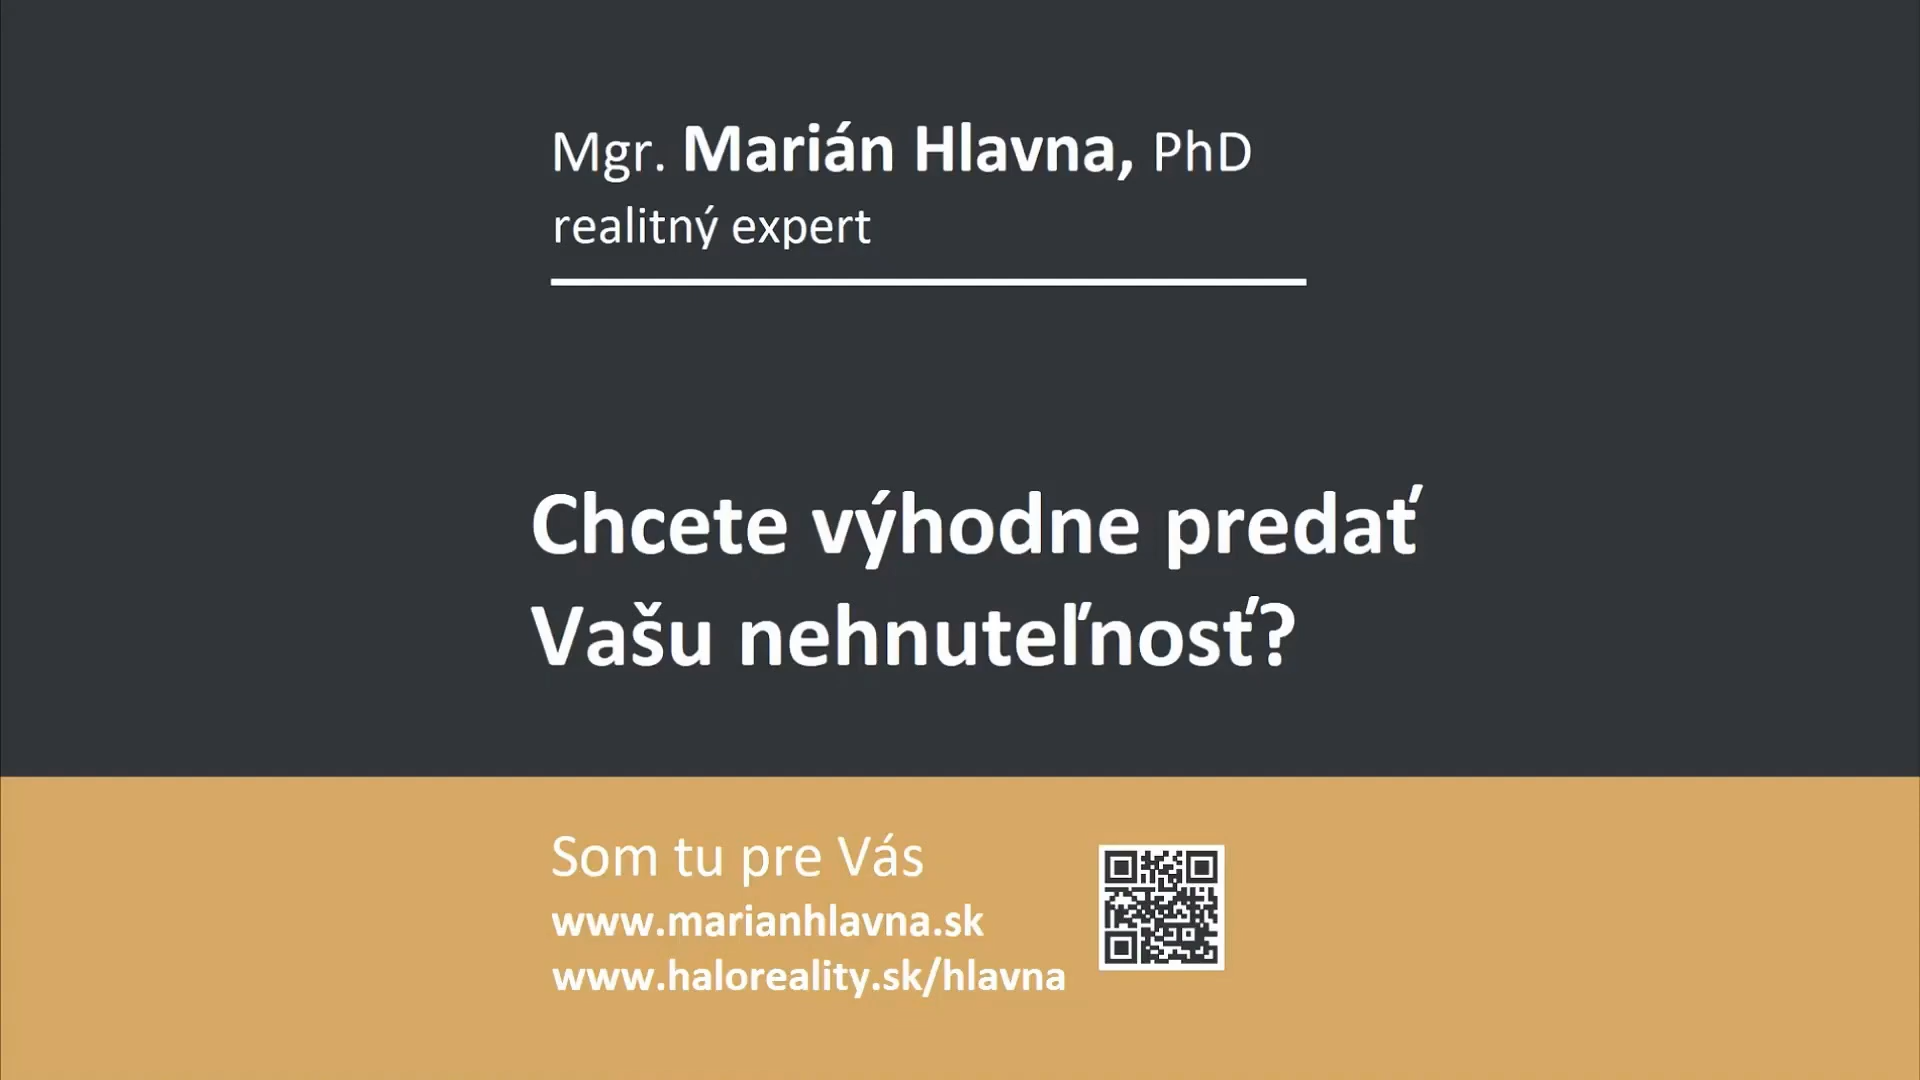 Mgr. Marián Hlavna, PhD
realitný expert
Chcete výhodne predať
Vašu nehnuteľnosť?
Som tu pre Vás
www.marianhlavna.sk
www.haloreality.sk/hlavna